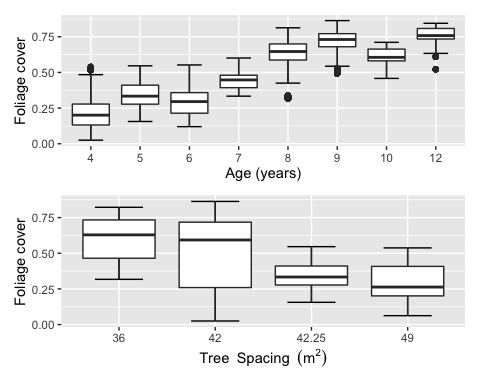 Foliage cover
0.75
0.50
0.25
0.00
4 5 6 7 8 9 10 12
Age (years)
Foliage cover
0.75
0.50
0.25
0.00
36 42 42.25 49
Tree Spacing (m²)